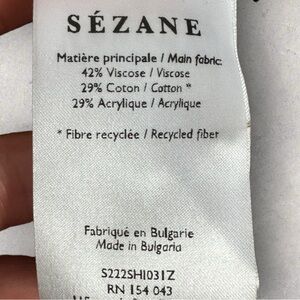 SÉZANE
Matière principale / Main fabric:
42% Viscose / Viscose
29% Coton / Cotton *
29% Acrylique / Acrylique
* Fibre recyclée / Recycled fiber
Fabriqué en Bulgarie
Made in Bulgaria
S222SHI031Z
RN 154 043